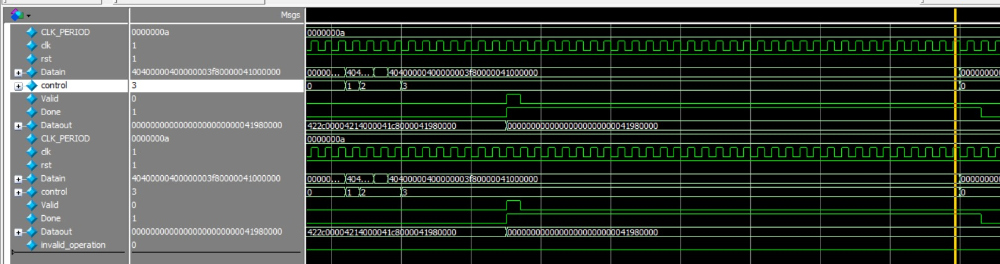 Msgs
CLK_PERIOD 0000000a 0000000a
clk 1
rst 1
Datain 40400000400000003f80000041000000 00000... 404... 40400000400000003f80000041000000 000000000
control 3 0 1 2 3 0
Valid 0
Done 1
Dataout 00000000000000000000000041980000 422c00004214000041c8000041980000 00000000000000000000000041980000
CLK_PERIOD 0000000a 0000000a
clk 1
rst 1
Datain 40400000400000003f80000041000000 00000... 404... 40400000400000003f80000041000000 000000000
control 3 0 1 2 3 0
Valid 0
Done 1
Dataout 00000000000000000000000041980000 422c00004214000041c8000041980000 00000000000000000000000041980000
invalid_operation 0